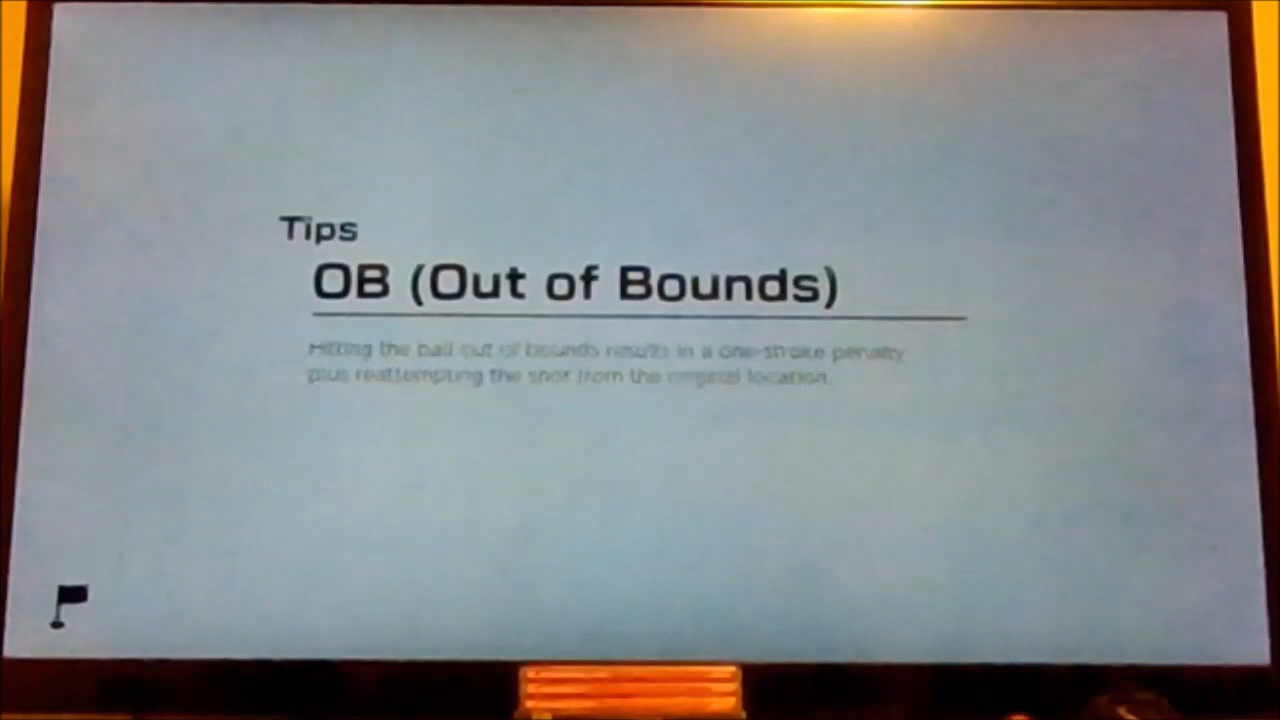 Tips
OB (Out of Bounds)
Hitting the ball out of bounds results in a one-stroke penalty
plus reattempting the shot from the original location.